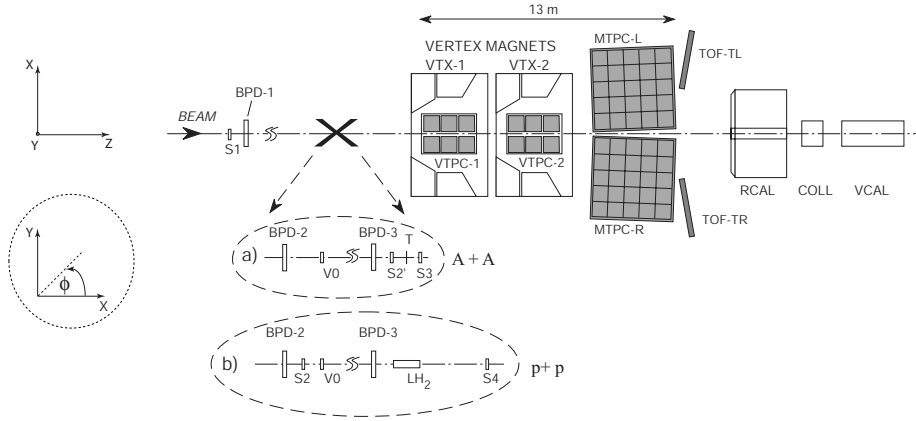 13 m
MTPC-L
VERTEX MAGNETS
VTX-1 VTX-2
TOF-TL
X
BPD-1
BEAM
Y Z
S1
VTPC-1 VTPC-2
RCAL COLL VCAL
TOF-TR
MTPC-R
Y
ϕ
X
BPD-2 BPD-3 T
a)
V0 S2' S3
A + A
BPD-2 BPD-3
b)
S2 V0 LH2 S4
p+ p